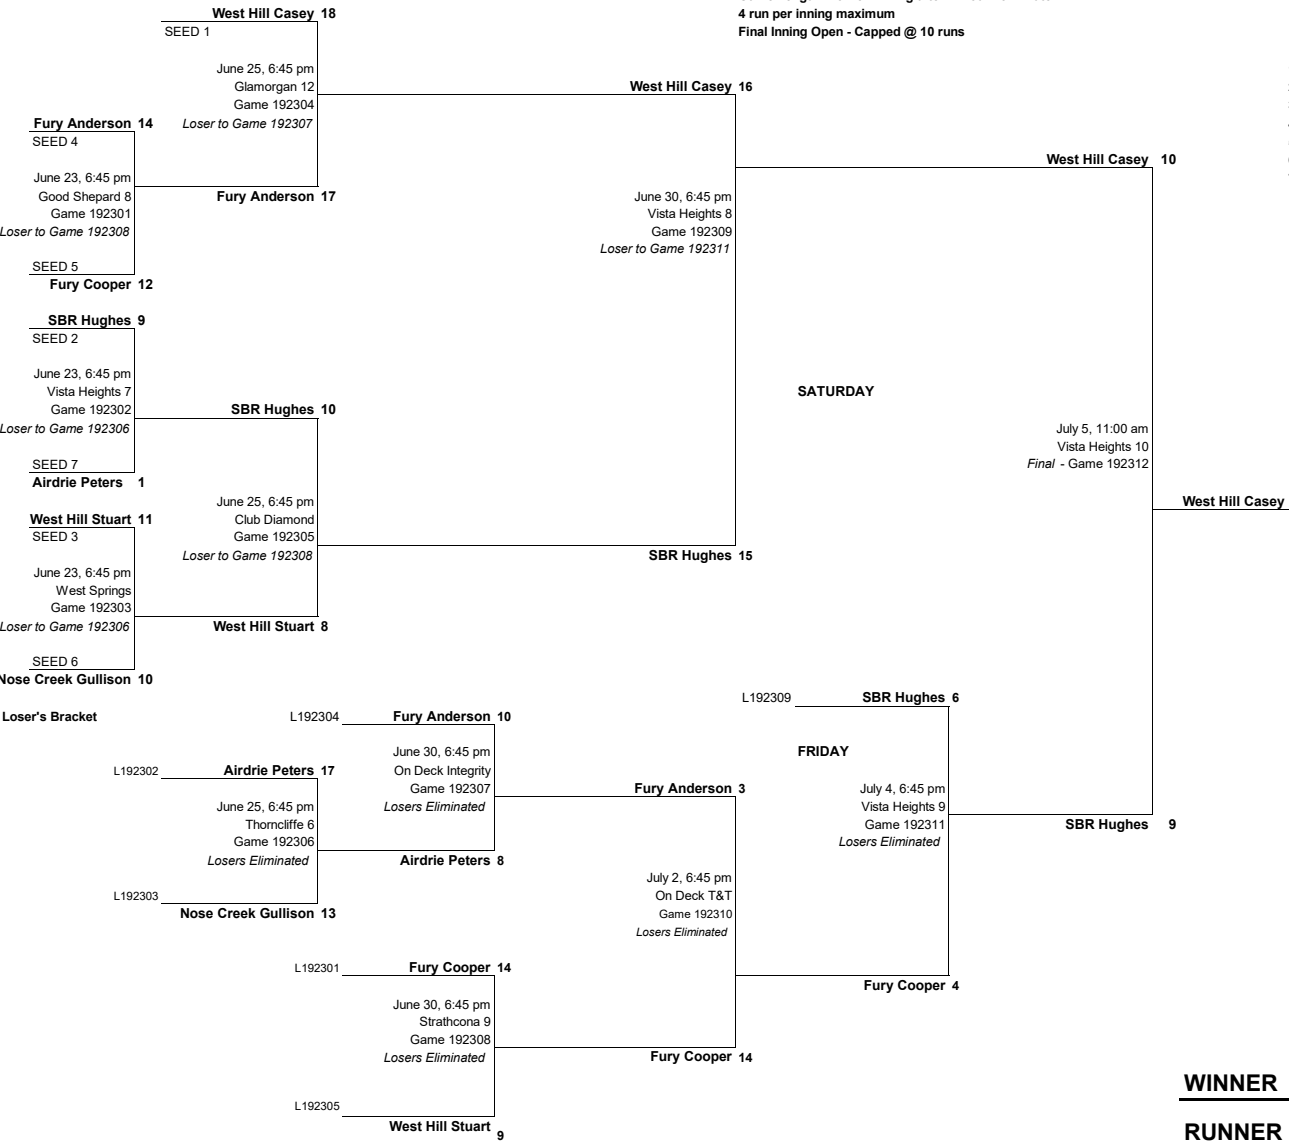 West Hill Casey 18
SEED 1
4 run per inning maximum
Final Inning Open - Capped @ 10 runs
June 25, 6:45 pm
Glamorgan 12
Game 192304
Loser to Game 192307
West Hill Casey 16
Fury Anderson 14
SEED 4
June 23, 6:45 pm
Good Shepard 8
Game 192301
Loser to Game 192308
SEED 5
Fury Cooper 12
Fury Anderson 17
June 30, 6:45 pm
Vista Heights 8
Game 192309
Loser to Game 192311
West Hill Casey 10
SBR Hughes 9
SEED 2
June 23, 6:45 pm
Vista Heights 7
Game 192302
Loser to Game 192306
SEED 7
Airdrie Peters 1
SBR Hughes 10
SATURDAY
July 5, 11:00 am
Vista Heights 10
Final - Game 192312
West Hill Casey
West Hill Stuart 11
SEED 3
June 23, 6:45 pm
West Springs
Game 192303
Loser to Game 192306
SEED 6
Nose Creek Gullison 10
June 25, 6:45 pm
Club Diamond
Game 192305
Loser to Game 192308
SBR Hughes 15
West Hill Stuart 8
Loser's Bracket
L192304
Fury Anderson 10
L192309
SBR Hughes 6
L192302
Airdrie Peters 17
June 25, 6:45 pm
Thorncliffe 6
Game 192306
Losers Eliminated
L192303
Nose Creek Gullison 13
June 30, 6:45 pm
On Deck Integrity
Game 192307
Losers Eliminated
Airdrie Peters 8
Fury Anderson 3
FRIDAY
July 4, 6:45 pm
Vista Heights 9
Game 192311
Losers Eliminated
SBR Hughes 9
July 2, 6:45 pm
On Deck T&T
Game 192310
Losers Eliminated
L192301
Fury Cooper 14
June 30, 6:45 pm
Strathcona 9
Game 192308
Losers Eliminated
L192305
West Hill Stuart 9
Fury Cooper 14
Fury Cooper 4
WINNER
RUNNER